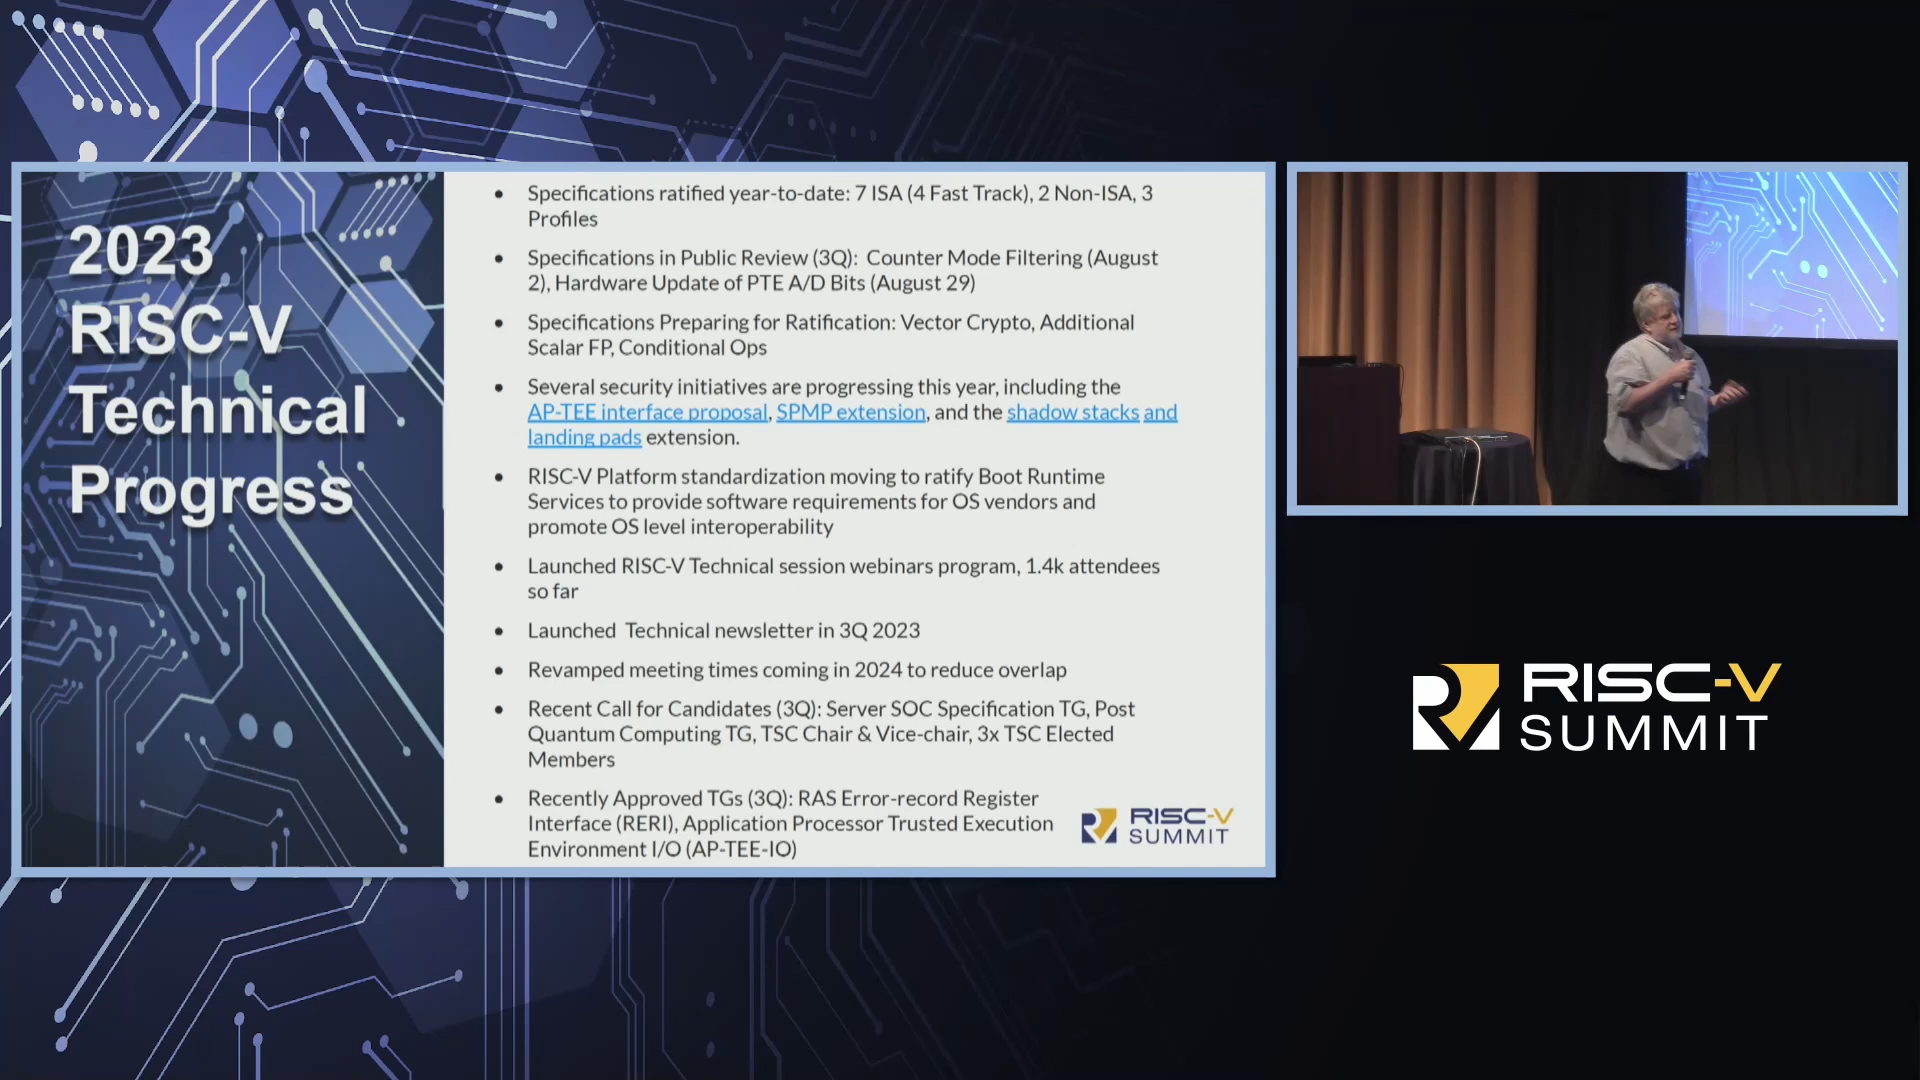 2023
RISC-V
Technical
Progress
• Specifications ratified year-to-date: 7 ISA (4 Fast Track), 2 Non-ISA, 3
Profiles
• Specifications in Public Review (3Q): Counter Mode Filtering (August
2), Hardware Update of PTE A/D Bits (August 29)
• Specifications Preparing for Ratification: Vector Crypto, Additional
Scalar FP, Conditional Ops
• Several security initiatives are progressing this year, including the
AP-TEE interface proposal, SPMP extension, and the shadow stacks and
landing pads extension.
• RISC-V Platform standardization moving to ratify Boot Runtime
Services to provide software requirements for OS vendors and
promote OS level interoperability
• Launched RISC-V Technical session webinars program, 1.4k attendees
so far
• Launched Technical newsletter in 3Q 2023
• Revamped meeting times coming in 2024 to reduce overlap
• Recent Call for Candidates (3Q): Server SOC Specification TG, Post
Quantum Computing TG, TSC Chair & Vice-chair, 3x TSC Elected
Members
• Recently Approved TGs (3Q): RAS Error-record Register
Interface (RERI), Application Processor Trusted Execution
Environment I/O (AP-TEE-IO)
RISC-V
SUMMIT
RISC-V
SUMMIT